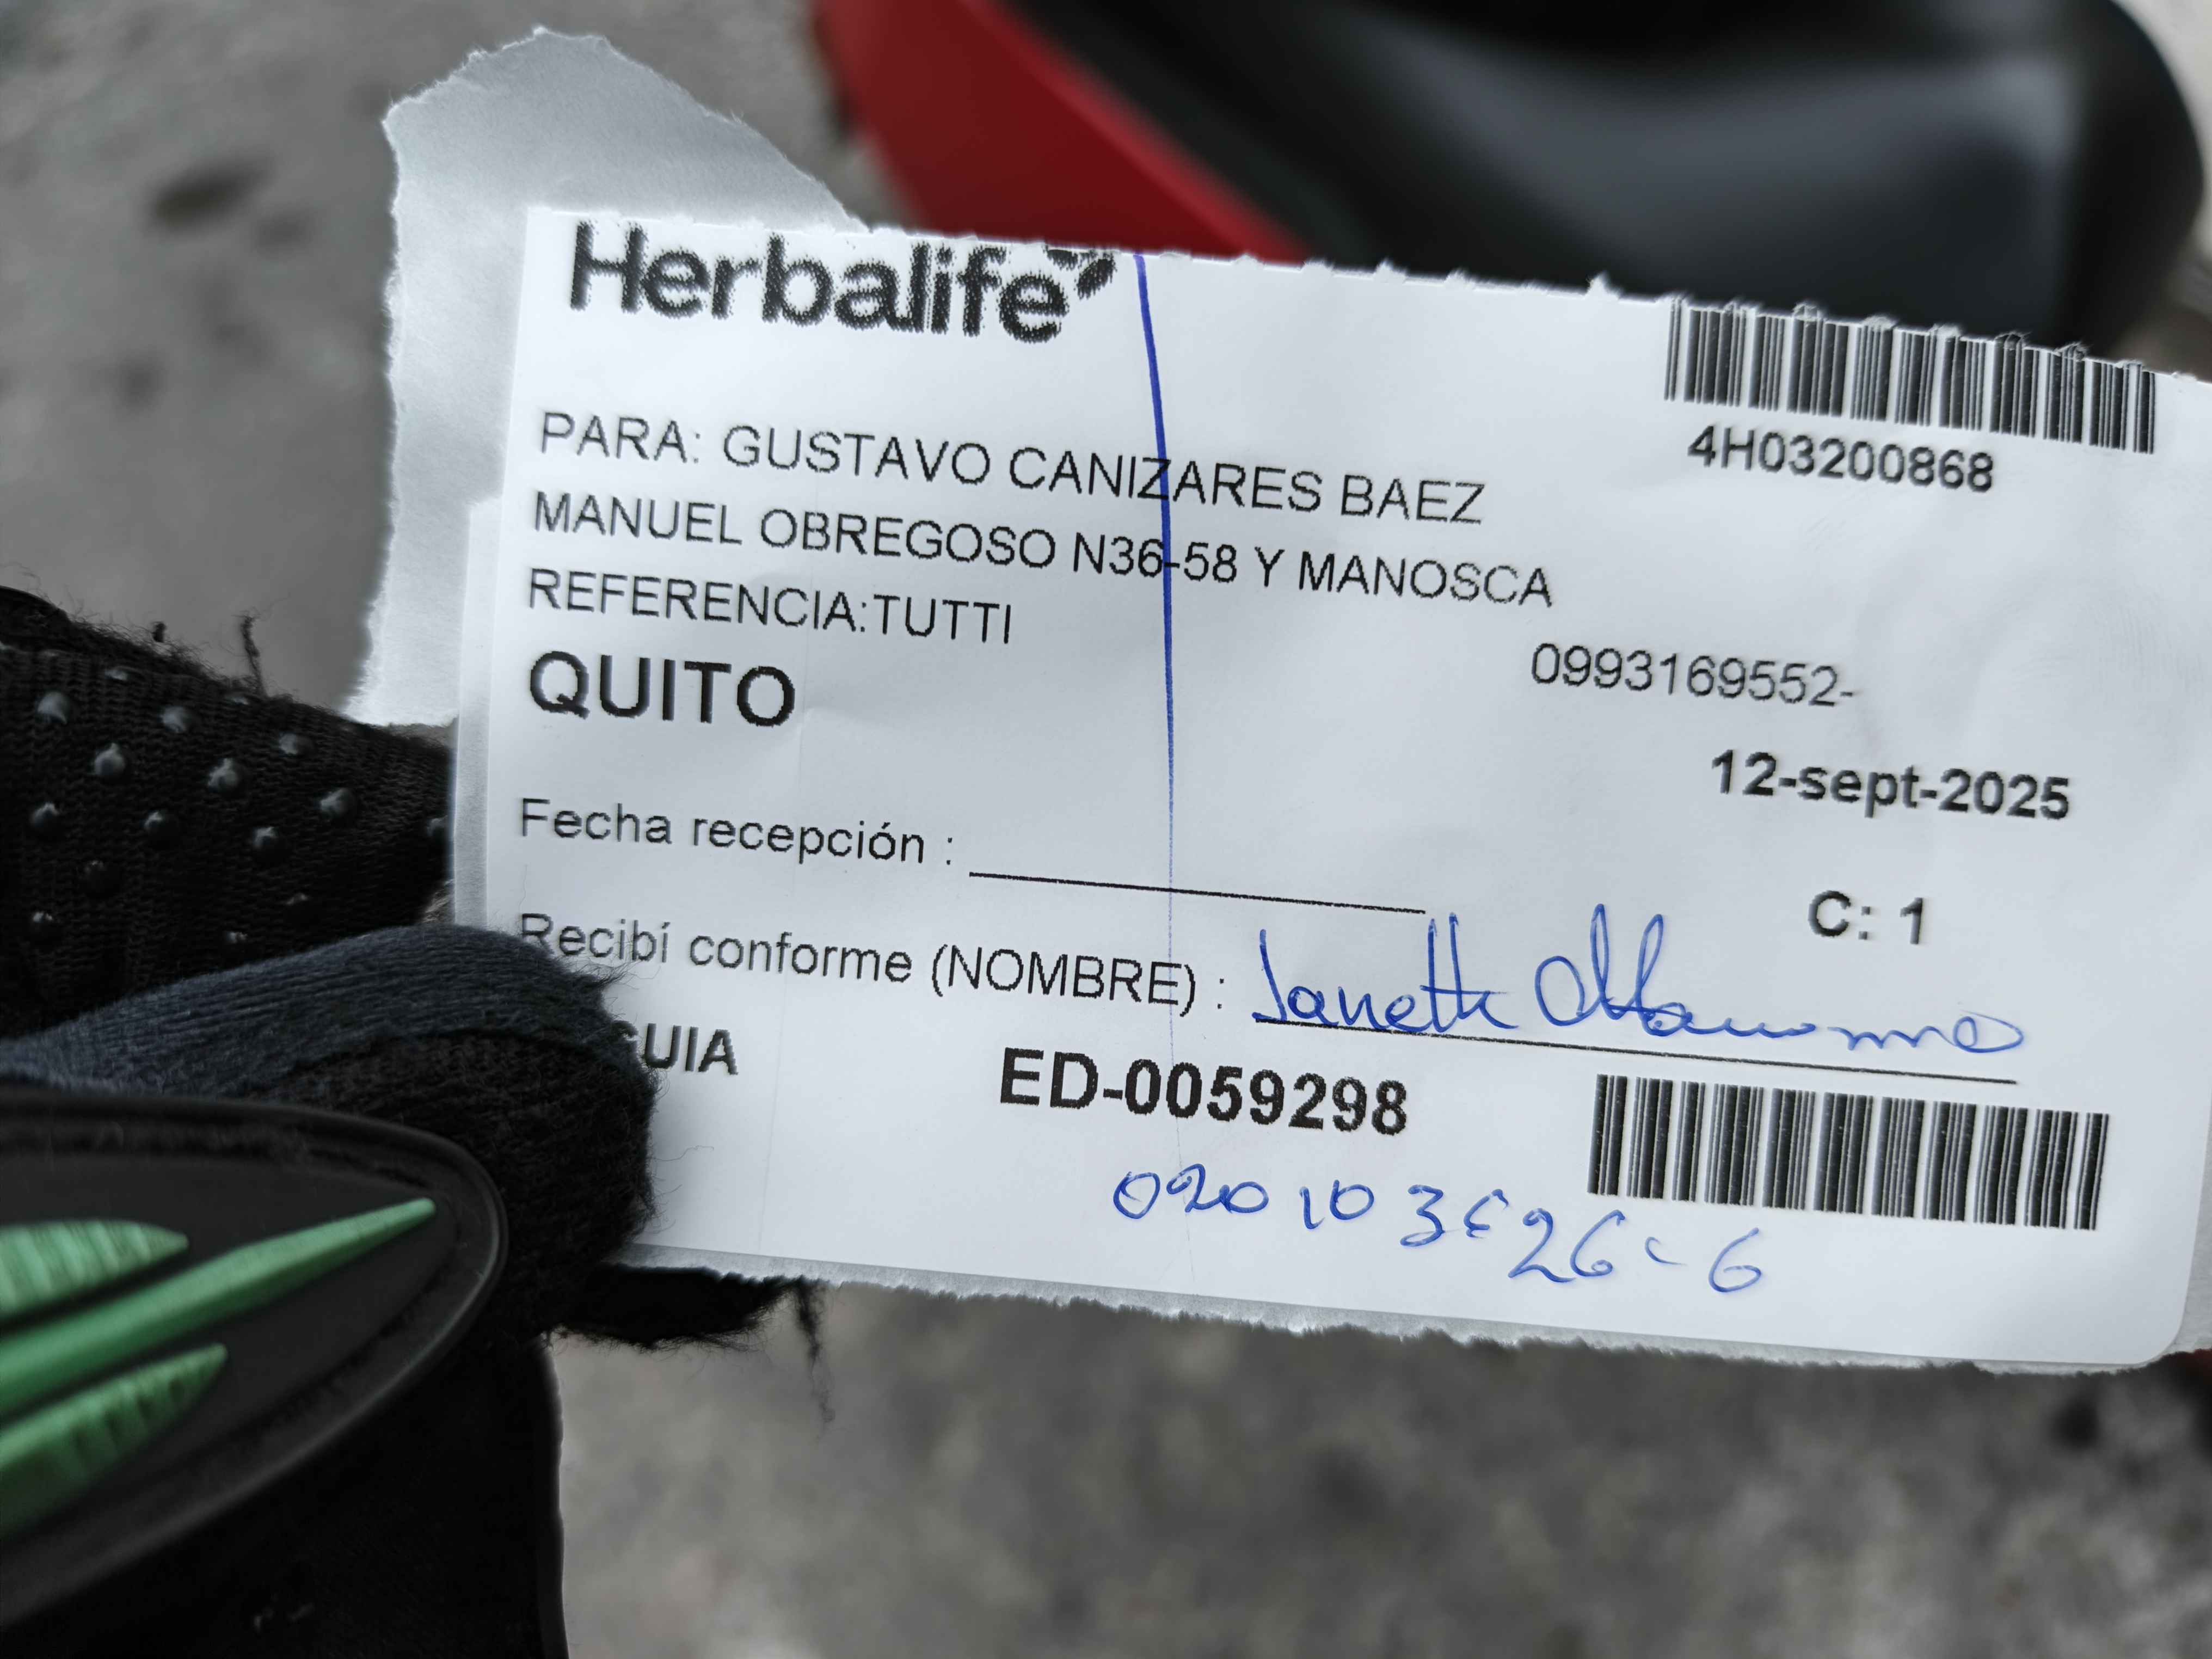 Herbalife
4H03200868
PARA: GUSTAVO CANIZARES BAEZ
MANUEL OBREGOSO N36-58 Y MANOSCA
REFERENCIA:TUTTI
0993169552-
QUITO
12-sept-2025
Fecha recepción :
C: 1
Recibí conforme (NOMBRE) : Janeth
GUIA
ED-0059298